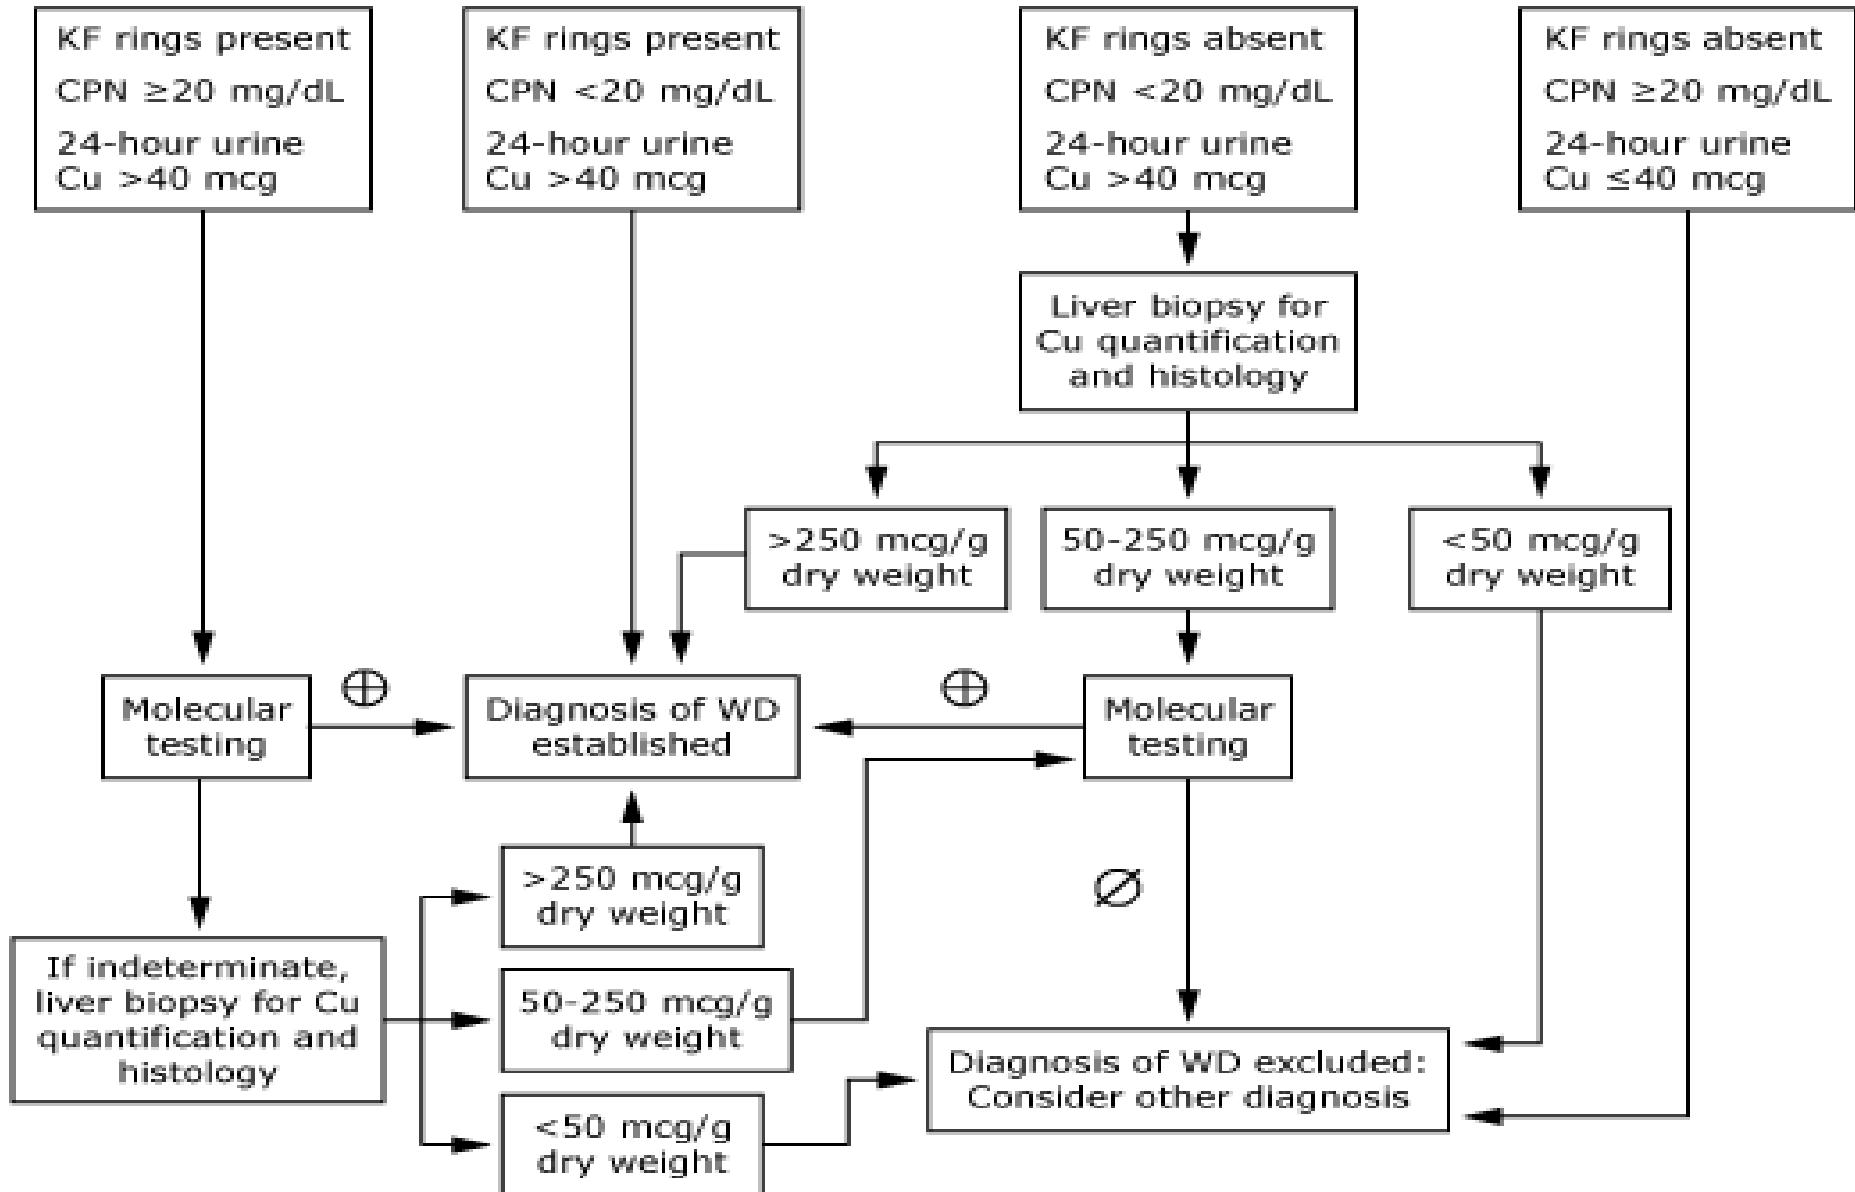 KF rings present
CPN ≥20 mg/dL
24-hour urine
Cu >40 mcg
KF rings present
CPN <20 mg/dL
24-hour urine
Cu >40 mcg
KF rings absent
CPN <20 mg/dL
24-hour urine
Cu >40 mcg
KF rings absent
CPN ≥20 mg/dL
24-hour urine
Cu ≤40 mcg
Liver biopsy for
Cu quantification
and histology
>250 mcg/g
dry weight
50-250 mcg/g
dry weight
<50 mcg/g
dry weight
Molecular
testing
⊕
Diagnosis of WD
established
⊕
Molecular
testing
>250 mcg/g
dry weight
∅
If indeterminate,
liver biopsy for Cu
quantification and
histology
50-250 mcg/g
dry weight
<50 mcg/g
dry weight
Diagnosis of WD excluded:
Consider other diagnosis